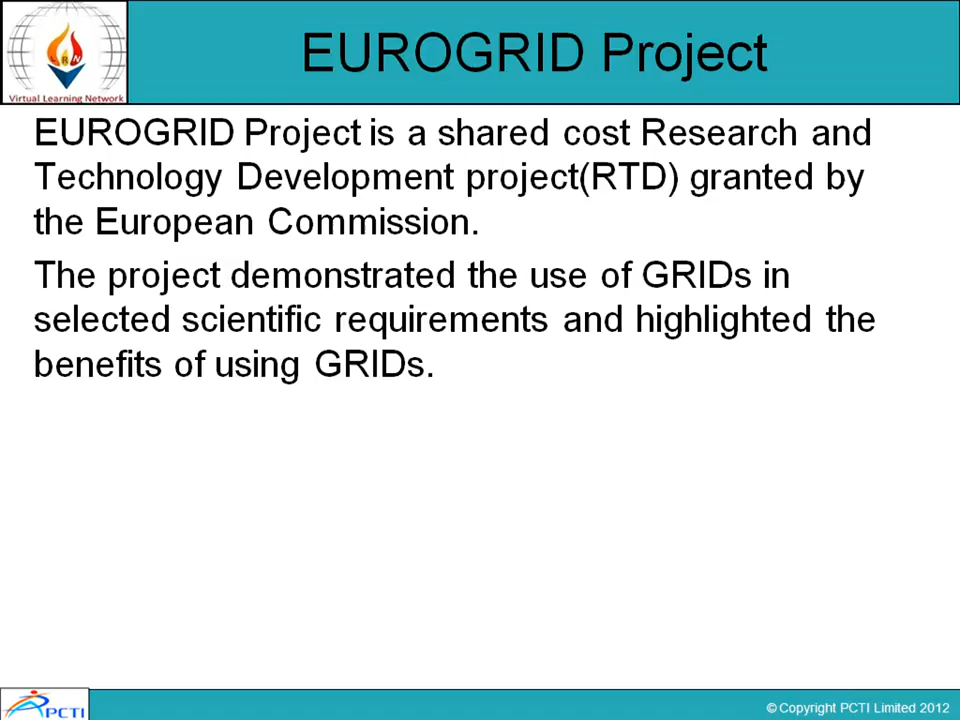 EUROGRID Project
LRN
Virtual Learning Network
EUROGRID Project is a shared cost Research and
Technology Development project(RTD) granted by
the European Commission.
The project demonstrated the use of GRIDs in
selected scientific requirements and highlighted the
benefits of using GRIDs.
PCTI
© Copyright PCTI Limited 2012